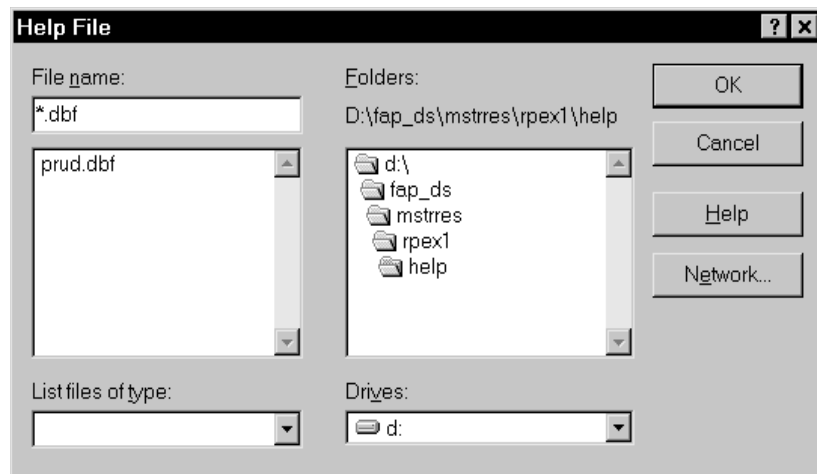 Help File
File name:
*.dbf
prud.dbf
Folders:
D:\fap_ds\mstrres\rpex1\help
d:\
fap_ds
mstrres
rpex1
help
OK
Cancel
Help
Network...
List files of type:
Drives:
d: